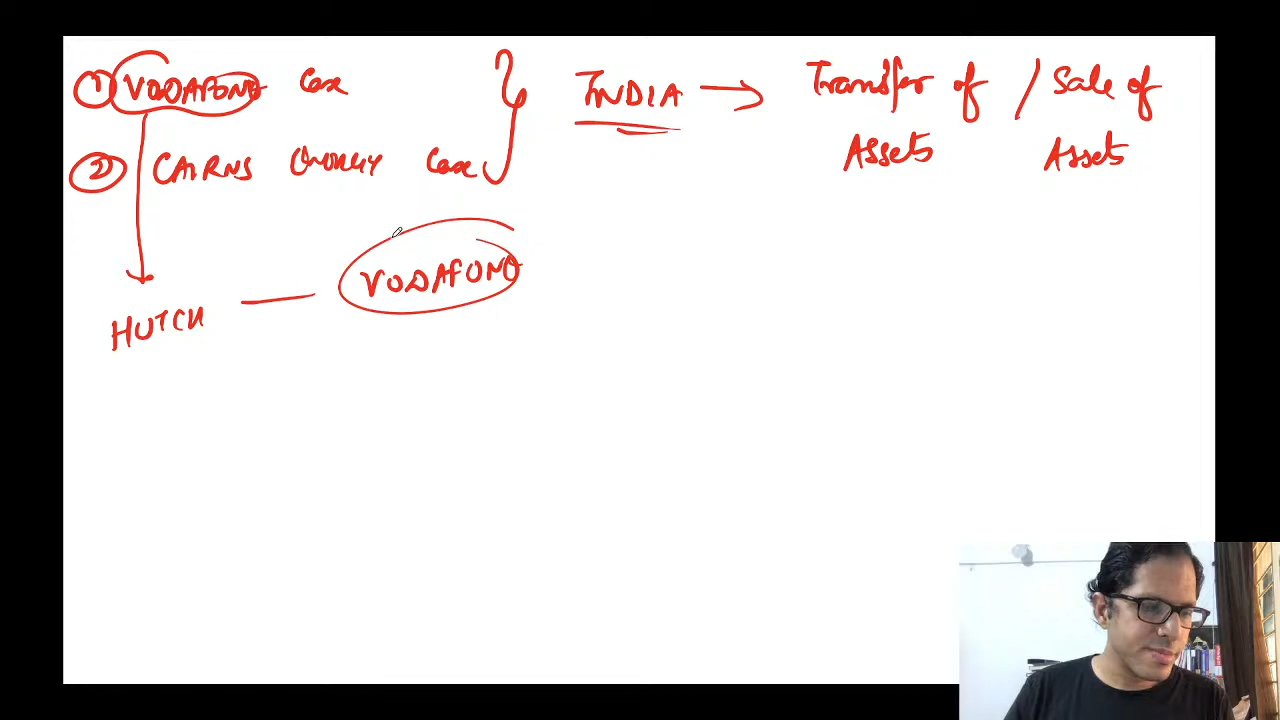 ① VODAFONE Case
② CAIRNS ENERGY Case
INDIA → Transfer of / Sale of
Assets Assets
HUTCH — VODAFONE